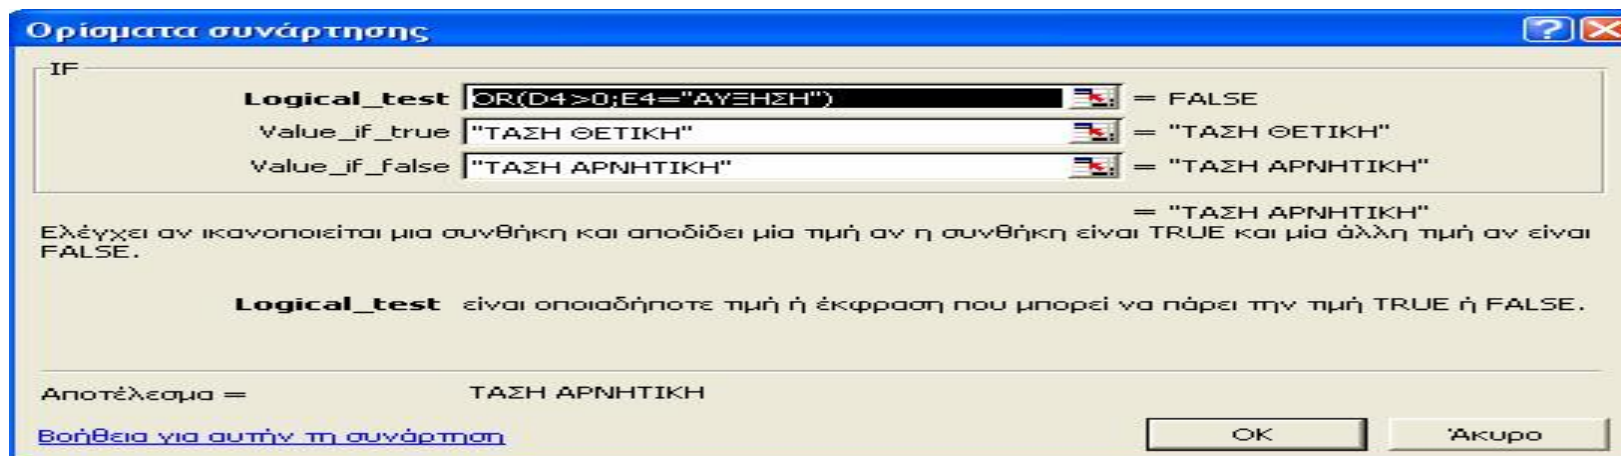 Ορίσματα συνάρτησης
IF
Logical_test OR(D4>0;E4="ΑΥΞΗΣΗ") = FALSE
Value_if_true "ΤΑΣΗ ΘΕΤΙΚΗ" = "ΤΑΣΗ ΘΕΤΙΚΗ"
Value_if_false "ΤΑΣΗ ΑΡΝΗΤΙΚΗ" = "ΤΑΣΗ ΑΡΝΗΤΙΚΗ"
= "ΤΑΣΗ ΑΡΝΗΤΙΚΗ"
Ελέγχει αν ικανοποιείται μια συνθήκη και αποδίδει μία τιμή αν η συνθήκη είναι TRUE και μία άλλη τιμή αν είναι
FALSE.
Logical_test είναι οποιαδήποτε τιμή ή έκφραση που μπορεί να πάρει την τιμή TRUE ή FALSE.
Αποτέλεσμα = ΤΑΣΗ ΑΡΝΗΤΙΚΗ
Βοήθεια για αυτήν τη συνάρτηση OK Άκυρο